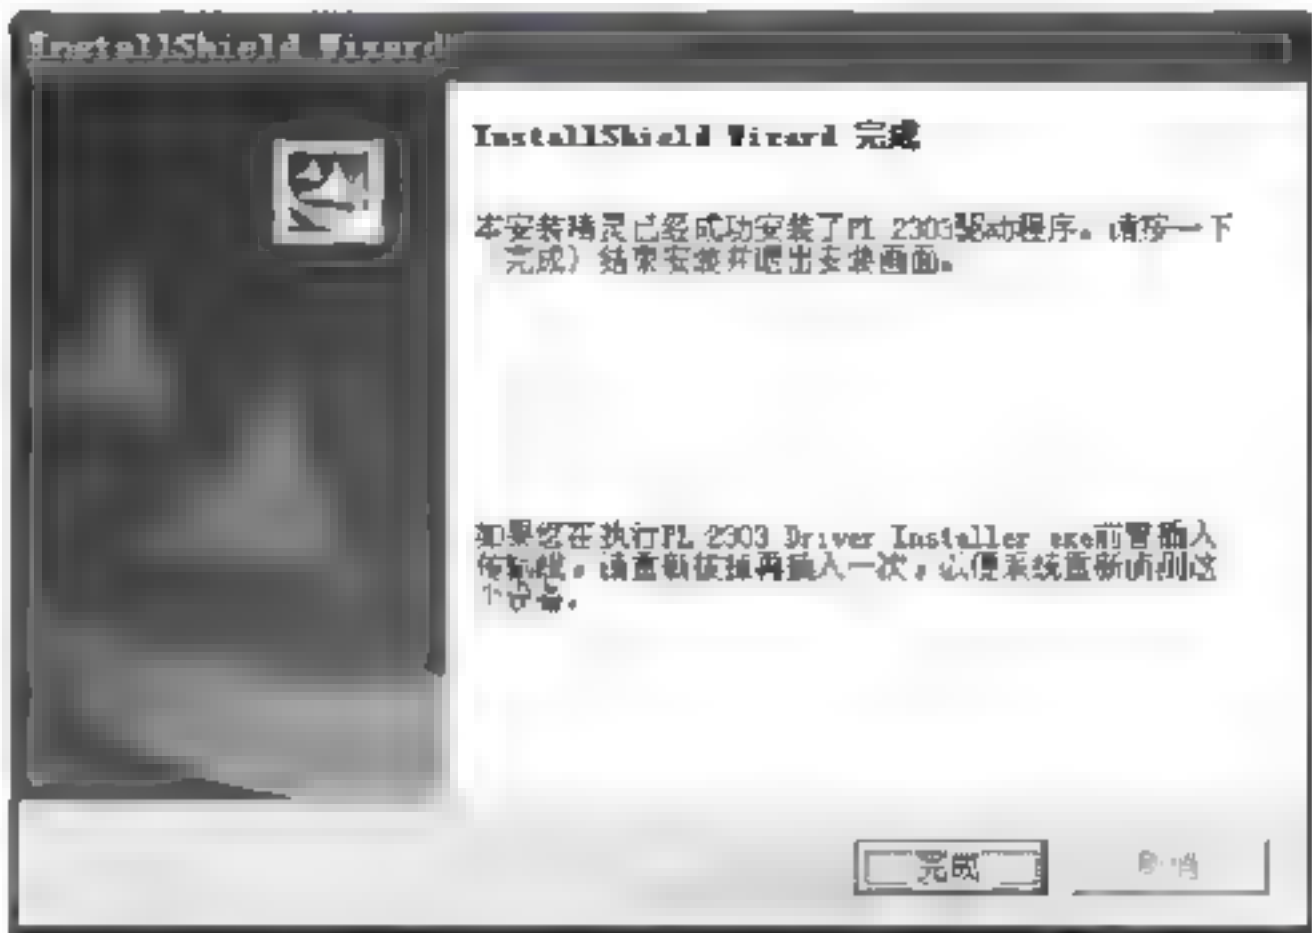 InstallShield Wizard
InstallShield Wizard 完成
本安装精灵已经成功安装了PL 2303驱动程序。请按一下
完成) 结束安装并退出安装画面。
如果您在执行PL 2303 Driver Installer exe前曾插入
传输线,请重新拔掉再插入一次,以便系统重新侦测这
个设备。
完成
取消